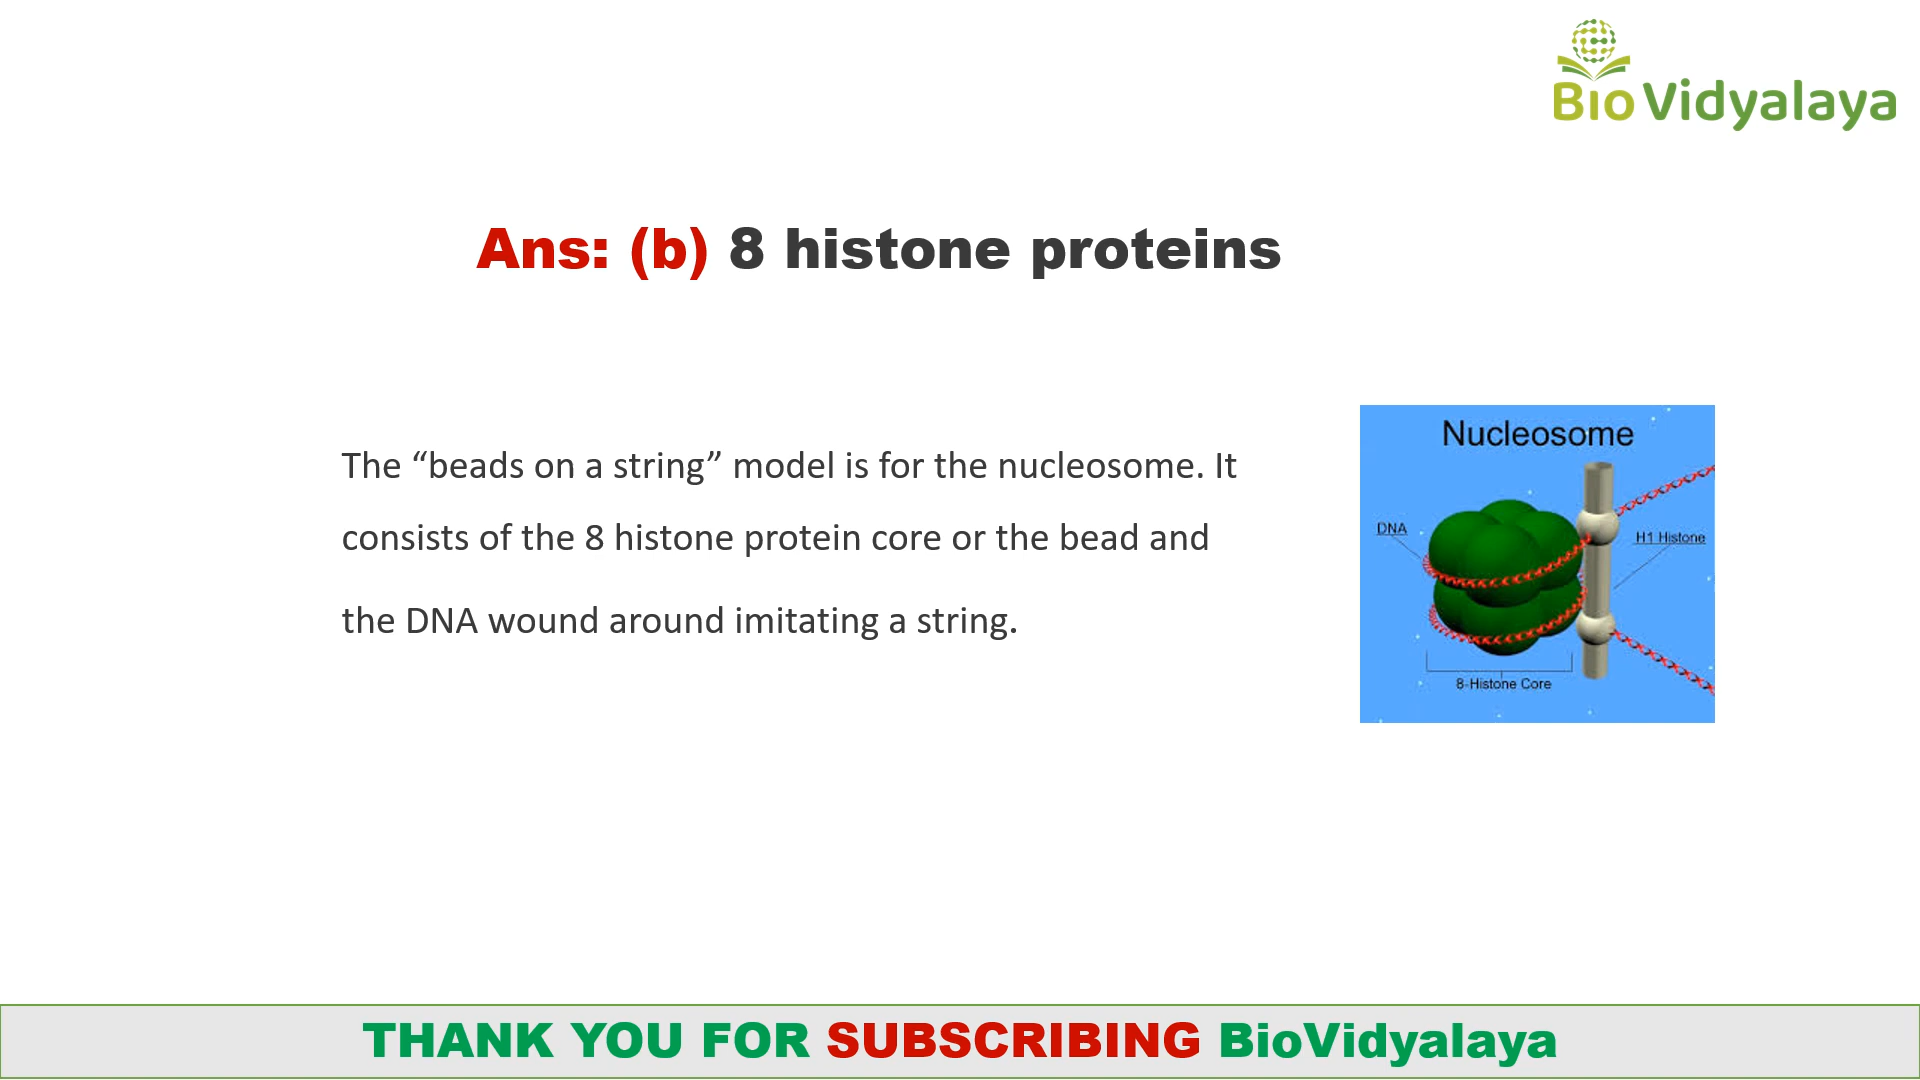 Bio Vidyalaya
Ans: (b) 8 histone proteins
The “beads on a string” model is for the nucleosome. It
consists of the 8 histone protein core or the bead and
the DNA wound around imitating a string.
Nucleosome
DNA
H1 Histone
8-Histone Core
THANK YOU FOR SUBSCRIBING BioVidyalaya